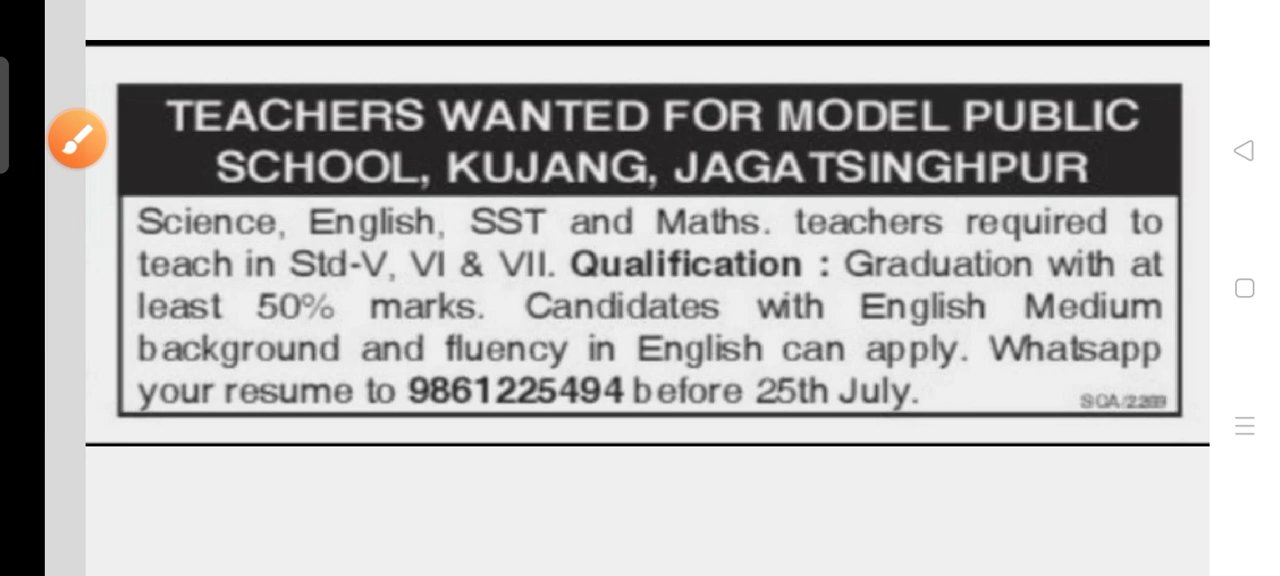 TEACHERS WANTED FOR MODEL PUBLIC
SCHOOL, KUJANG, JAGATSINGHPUR
Science, English, SST and Maths. teachers required to
teach in Std-V, VI & VII. Qualification : Graduation with at
least 50% marks. Candidates with English Medium
background and fluency in English can apply. Whatsapp
your resume to 9861225494 before 25th July.